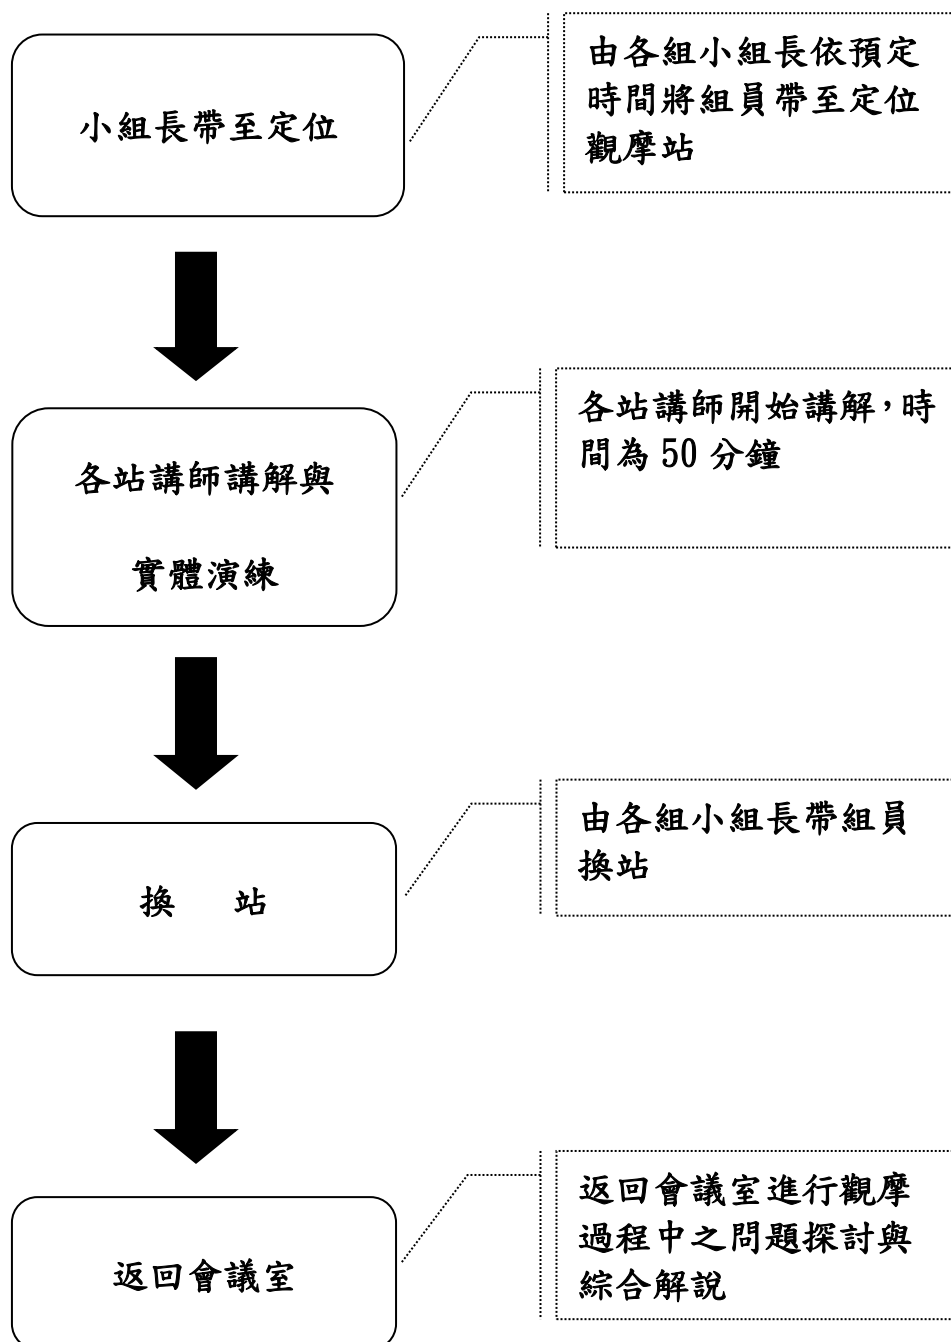 小組長帶至定位
由各組小組長依預定
時間將組員帶至定位
觀摩站
各站講師講解與
實體演練
各站講師開始講解，時
間為 50 分鐘
換 站
由各組小組長帶組員
換站
返回會議室
返回會議室進行觀摩
過程中之問題探討與
綜合解說